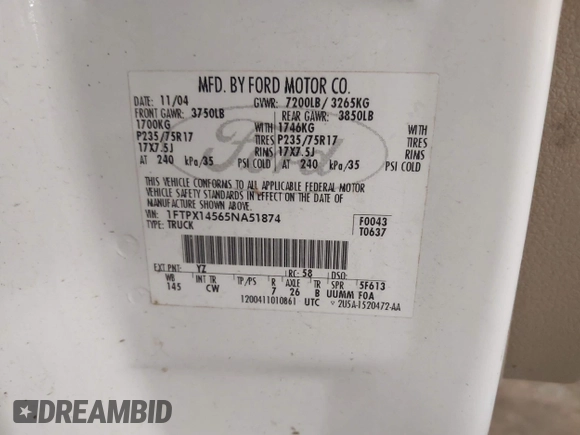 MFD. BY FORD MOTOR CO.
DATE: 11/04 GVWR: 7200LB/ 3265KG
FRONT GAWR: 3750LB REAR GAWR: 3850LB
1700KG WITH 1746KG WITH
P235/75R17 TIRES P235/75R17 TIRES
17X7.5J RIMS 17X7.5J RIMS
AT 240 kPa/35 PSI COLD AT 240 kPa/35 PSI COLD
THIS VEHICLE CONFORMS TO ALL APPLICABLE FEDERAL MOTOR
VEHICLE SAFETY STANDARDS IN EFFECT ON THE DATE OF
MANUFACTURE SHOWN ABOVE.
VIN: 1FTPX14565NA51874 F0043
TYPE: TRUCK T0637
Ford
EXT PNT: YZ RC: 58 DSO:
WB INT TR TP/PS R AXLE TR SPR 5F613
145 CW 7 26 B UUMM F0A
1200411010861 UTC 2U5A-1520472-AA
DREAMBID